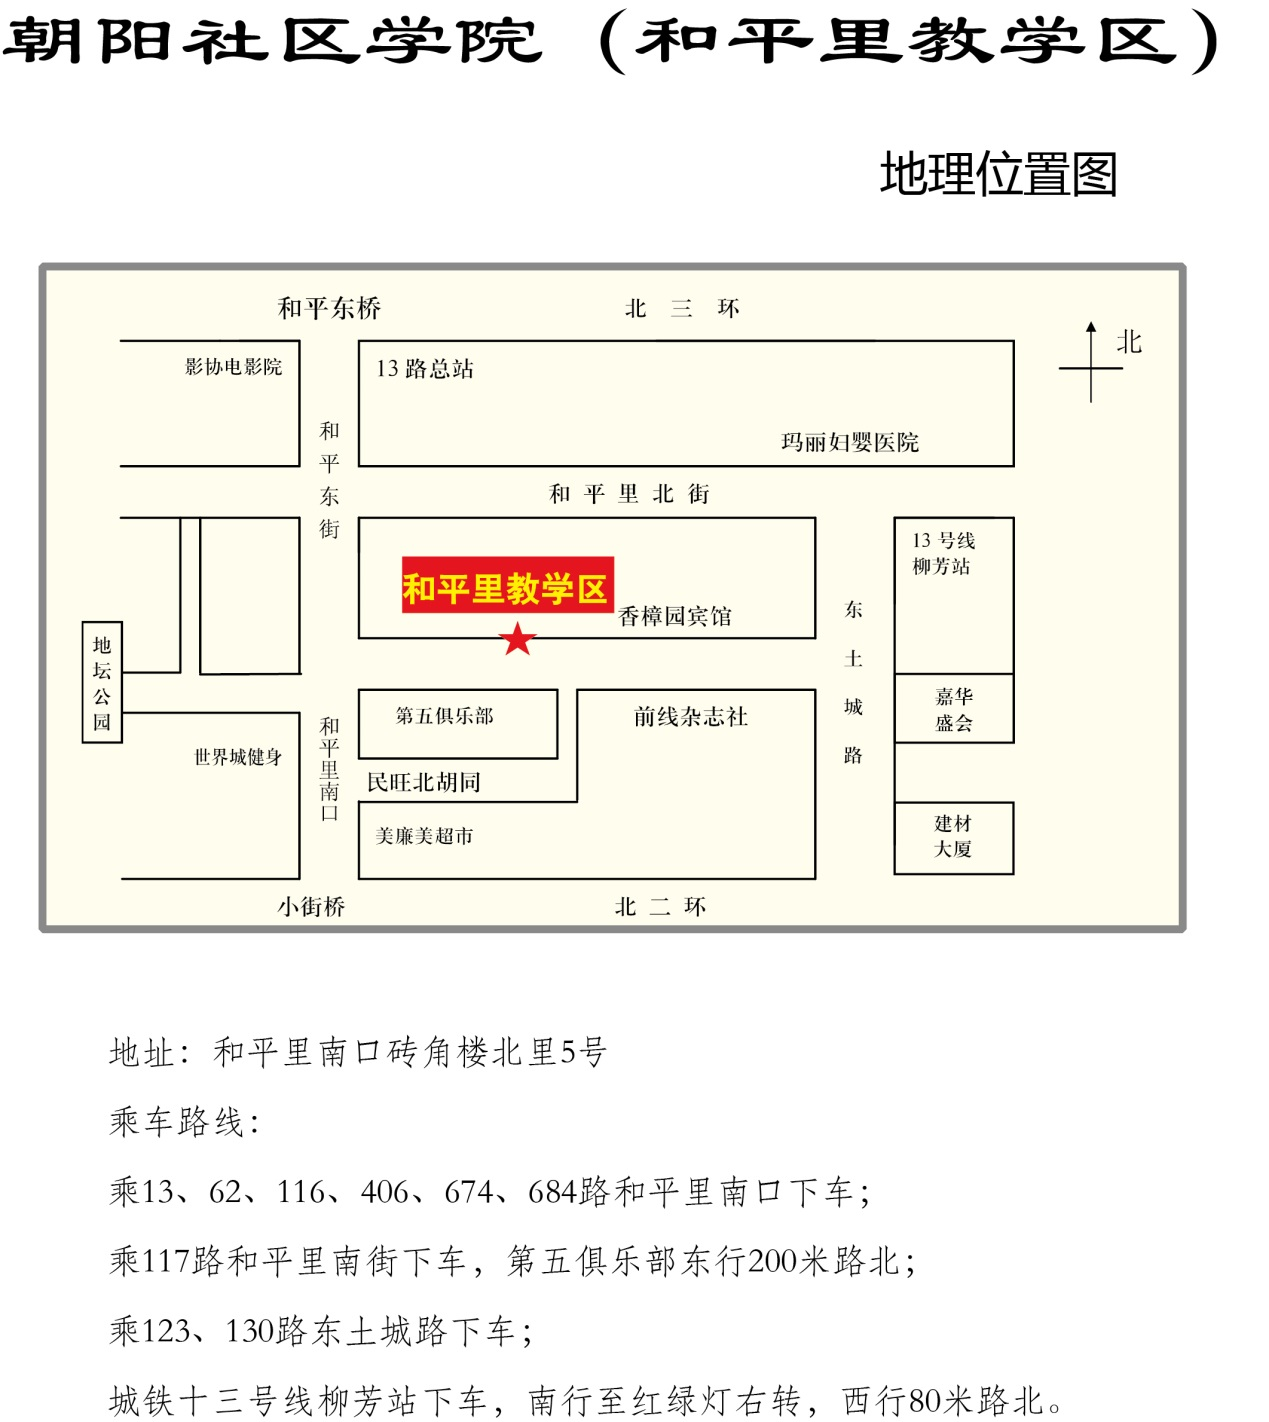 朝阳社区学院（和平里教学区）
地理位置图
和平东桥
北三环
北
影协电影院
13路总站
和平东街
玛丽妇婴医院
和平里北街
13号线
柳芳站
和平里教学区
香樟园宾馆
东土城路
地坛公园
嘉华
盛会
第五俱乐部
前线杂志社
和平里南口
世界城健身
民旺北胡同
美廉美超市
建材
大厦
小街桥
北二环
地址：和平里南口砖角楼北里5号
乘车路线：
乘13、62、116、406、674、684路和平里南口下车；
乘117路和平里南街下车，第五俱乐部东行200米路北；
乘123、130路东土城路下车；
城铁十三号线柳芳站下车，南行至红绿灯右转，西行80米路北。